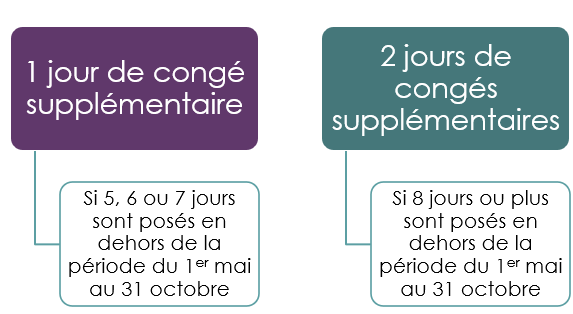 1 jour de congé
supplémentaire
Si 5, 6 ou 7 jours
sont posés en
dehors de la
période du 1er mai
au 31 octobre
2 jours de
congés
supplémentaires
Si 8 jours ou plus
sont posés en
dehors de la
période du 1er mai
au 31 octobre